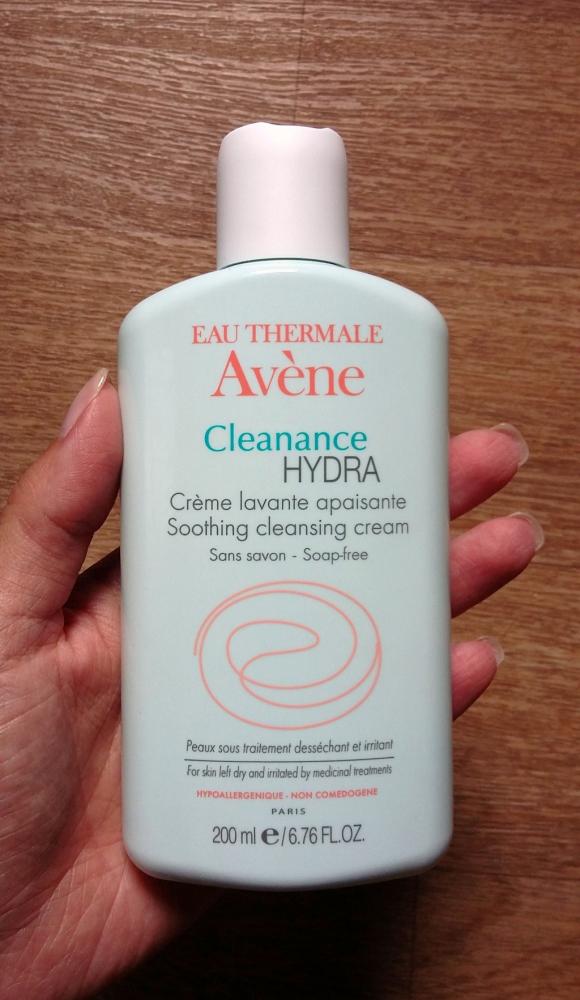 EAU THERMALE
Avène
Cleanance
HYDRA
Crème lavante apaisante
Soothing cleansing cream
Sans savon - Soap-free
Peaux sous traitement desséchant et irritant
For skin left dry and irritated by medicinal treatments
HYPOALLERGENIQUE - NON COMEDOGENE
PARIS
200 ml ℮/6.76 FL.OZ.